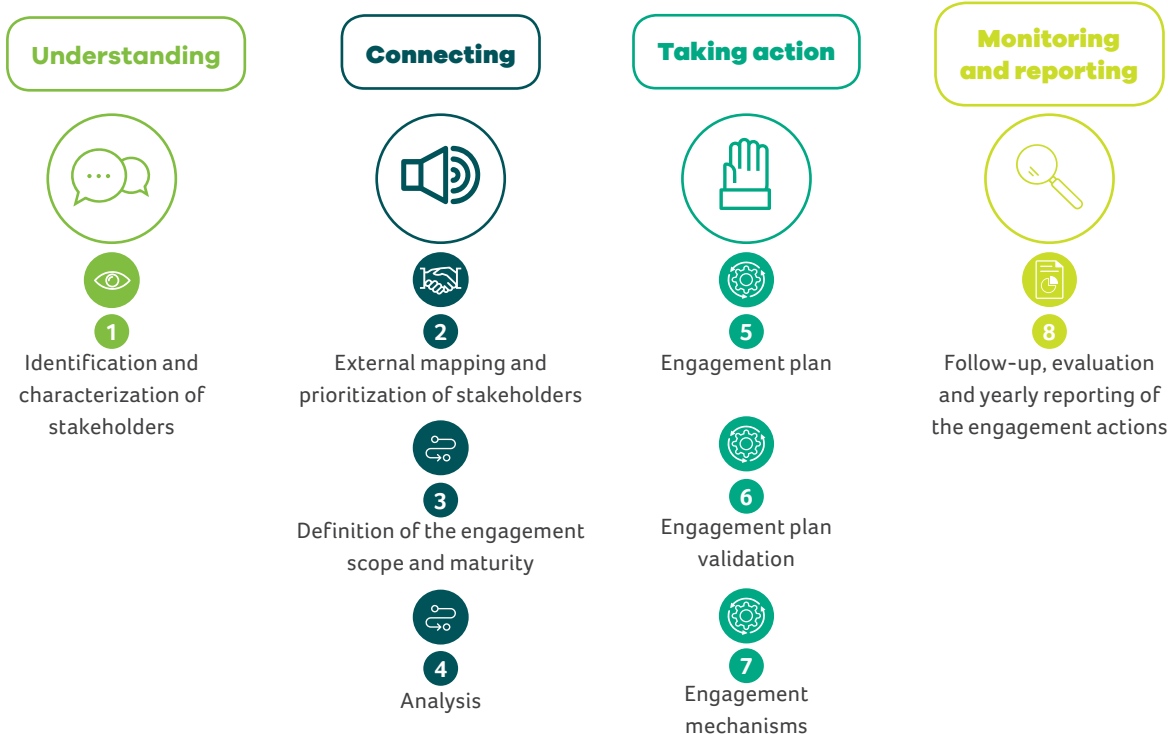 Understanding
1
Identification and
characterization of
stakeholders
Connecting
2
External mapping and
prioritization of stakeholders
3
Definition of the engagement
scope and maturity
4
Analysis
Taking action
5
Engagement plan
6
Engagement plan
validation
7
Engagement
mechanisms
Monitoring
and reporting
8
Follow-up, evaluation
and yearly reporting of
the engagement actions